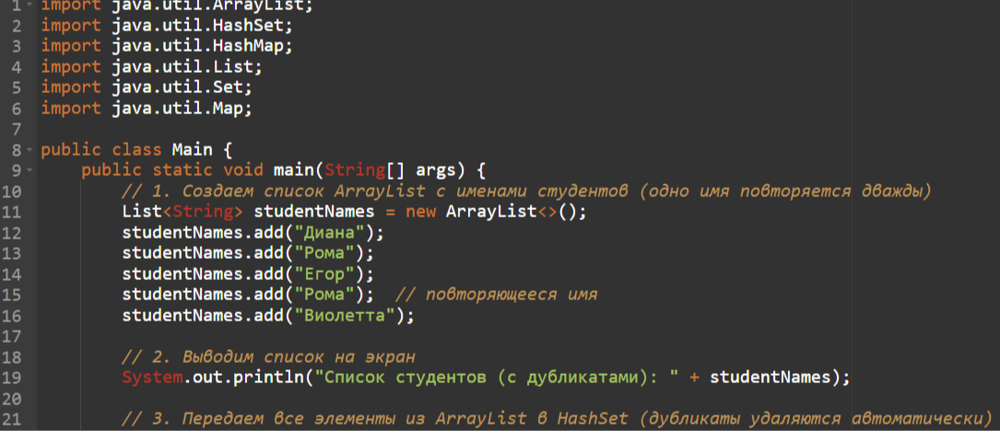 1 import java.util.ArrayList;
2 import java.util.HashSet;
3 import java.util.HashMap;
4 import java.util.List;
5 import java.util.Set;
6 import java.util.Map;
7
8 public class Main {
9     public static void main(String[] args) {
10         // 1. Создаем список ArrayList с именами студентов (одно имя повторяется дважды)
11         List<String> studentNames = new ArrayList<>();
12         studentNames.add("Диана");
13         studentNames.add("Рома");
14         studentNames.add("Егор");
15         studentNames.add("Рома");  // повторяющееся имя
16         studentNames.add("Виолетта");
17
18         // 2. Выводим список на экран
19         System.out.println("Список студентов (с дубликатами): " + studentNames);
20
21         // 3. Передаем все элементы из ArrayList в HashSet (дубликаты удаляются автоматически)